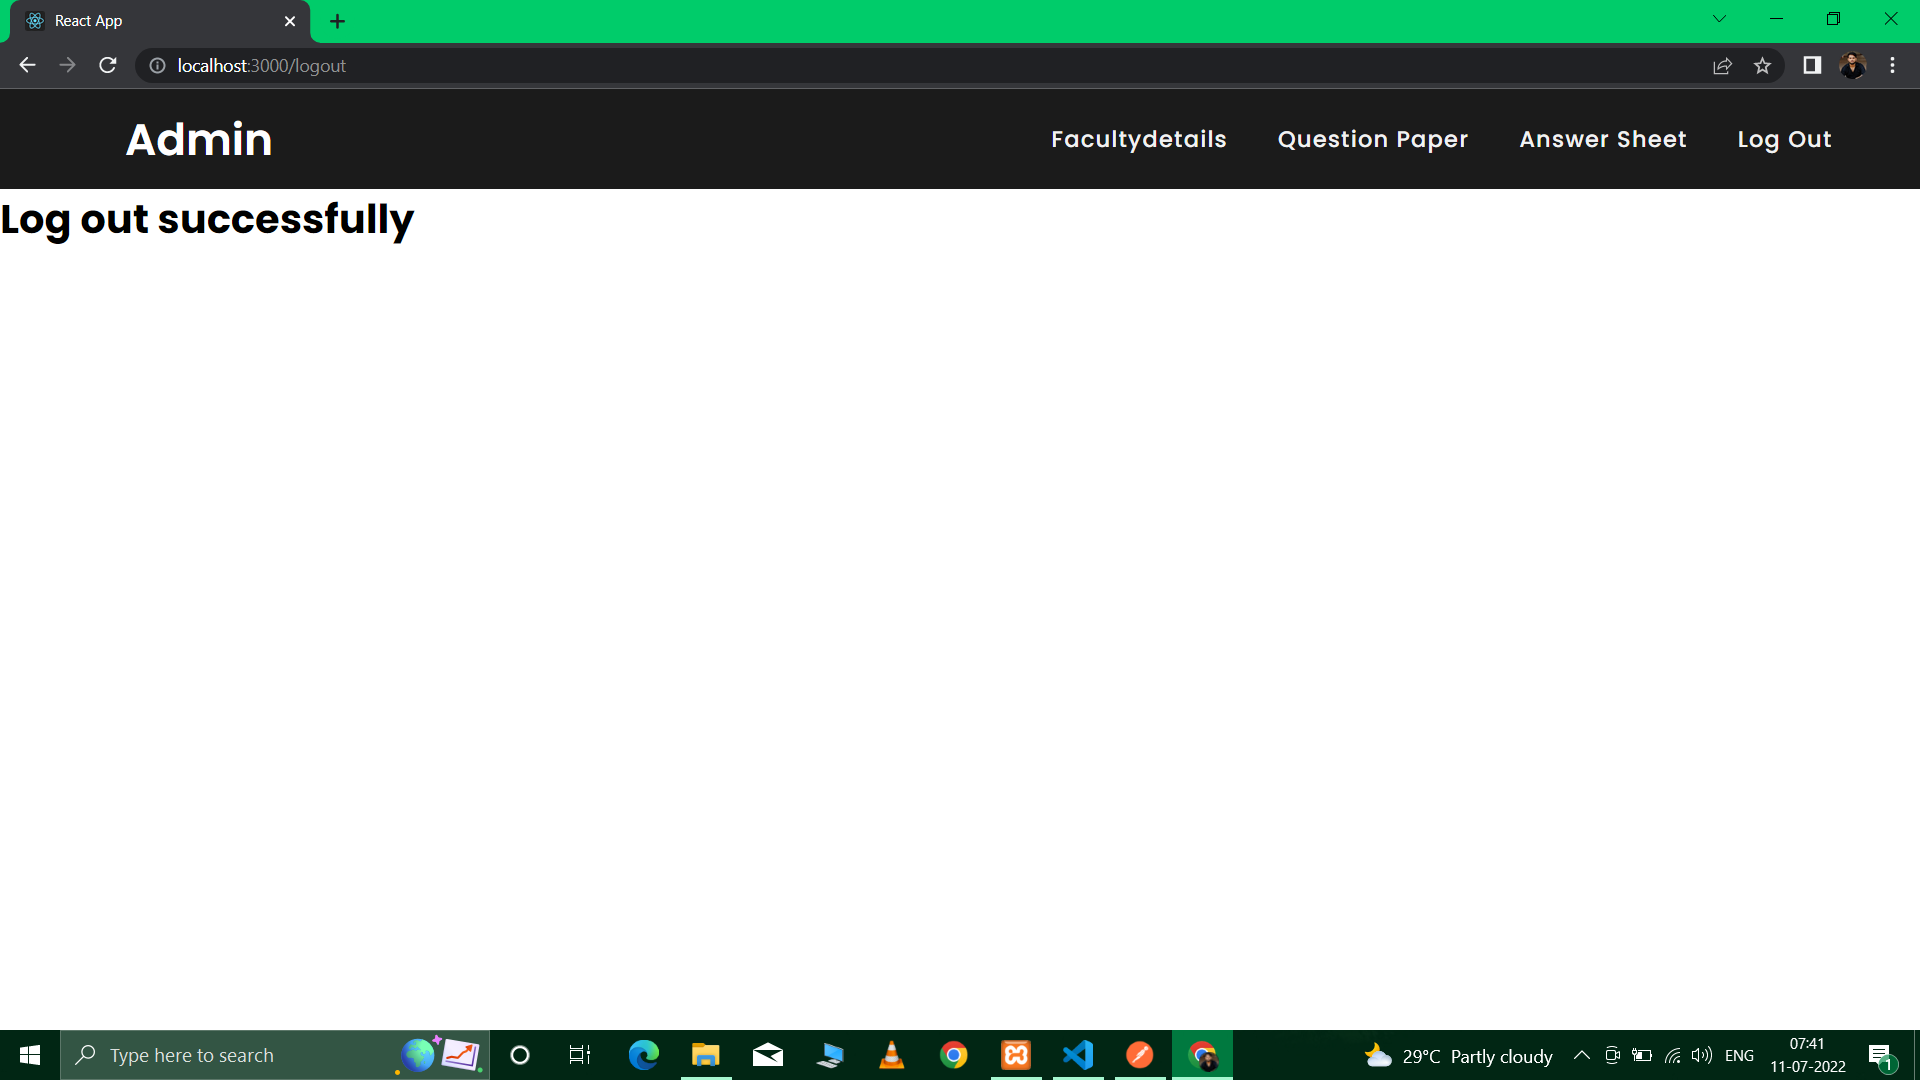 React App
localhost:3000/logout
Admin
Facultydetails
Question Paper
Answer Sheet
Log Out
Log out successfully
Type here to search
29°C Partly cloudy
ENG
07:41
11-07-2022
1